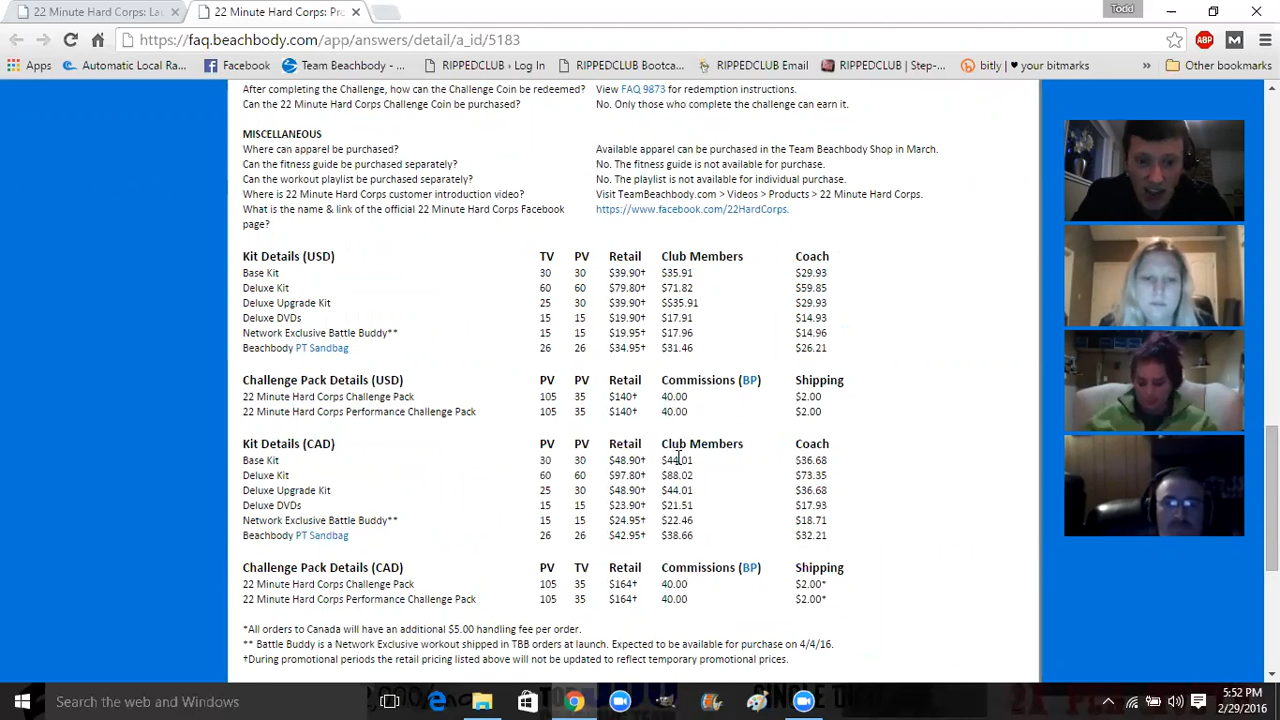 Todd
22 Minute Hard Corps: La
22 Minute Hard Corps: Pro
https://faq.beachbody.com/app/answers/detail/a_id/5183
Apps Automatic Local Ra... Facebook Team Beachbody - ... RIPPEDCLUB › Log In RIPPEDCLUB Bootca... RIPPEDCLUB Email RIPPEDCLUB | Step-... bitly | ♥ your bitmarks » Other bookmarks
After completing the Challenge, how can the Challenge Coin be redeemed? View FAQ 9873 for redemption instructions.
Can the 22 Minute Hard Corps Challenge Coin be purchased? No. Only those who complete the challenge can earn it.
MISCELLANEOUS
Where can apparel be purchased? Available apparel can be purchased in the Team Beachbody Shop in March.
Can the fitness guide be purchased separately? No. The fitness guide is not available for purchase.
Can the workout playlist be purchased separately? No. The playlist is not available for individual purchase.
Where is 22 Minute Hard Corps customer introduction video? Visit TeamBeachbody.com > Videos > Products > 22 Minute Hard Corps.
What is the name & link of the official 22 Minute Hard Corps Facebook https://www.facebook.com/22HardCorps.
page?
Kit Details (USD) TV PV Retail Club Members Coach
Base Kit 30 30 $39.90† $35.91 $29.93
Deluxe Kit 60 60 $79.80† $71.82 $59.85
Deluxe Upgrade Kit 25 30 $39.90† $S35.91 $29.93
Deluxe DVDs 15 15 $19.90† $17.91 $14.93
Network Exclusive Battle Buddy** 15 15 $19.95† $17.96 $14.96
Beachbody PT Sandbag 26 26 $34.95† $31.46 $26.21
Challenge Pack Details (USD) PV PV Retail Commissions (BP) Shipping
22 Minute Hard Corps Challenge Pack 105 35 $140† 40.00 $2.00
22 Minute Hard Corps Performance Challenge Pack 105 35 $140† 40.00 $2.00
Kit Details (CAD) PV PV Retail Club Members Coach
Base Kit 30 30 $48.90† $44.01 $36.68
Deluxe Kit 60 60 $97.80† $88.02 $73.35
Deluxe Upgrade Kit 25 30 $48.90† $44.01 $36.68
Deluxe DVDs 15 15 $23.90† $21.51 $17.93
Network Exclusive Battle Buddy** 15 15 $24.95† $22.46 $18.71
Beachbody PT Sandbag 26 26 $42.95† $38.66 $32.21
Challenge Pack Details (CAD) PV TV Retail Commissions (BP) Shipping
22 Minute Hard Corps Challenge Pack 105 35 $164† 40.00 $2.00*
22 Minute Hard Corps Performance Challenge Pack 105 35 $164† 40.00 $2.00*
*All orders to Canada will have an additional $5.00 handling fee per order.
** Battle Buddy is a Network Exclusive workout shipped in TBB orders at launch. Expected to be available for purchase on 4/4/16.
†During promotional periods the retail pricing listed above will not be updated to reflect temporary promotional prices.
Search the web and Windows
5:52 PM
2/29/2016